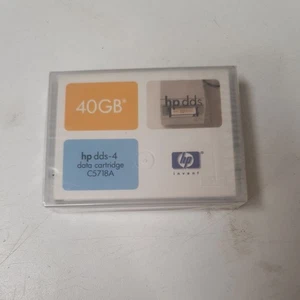 40GB*
hp dds
hp dds-4
data cartridge
C5718A
hp
invent